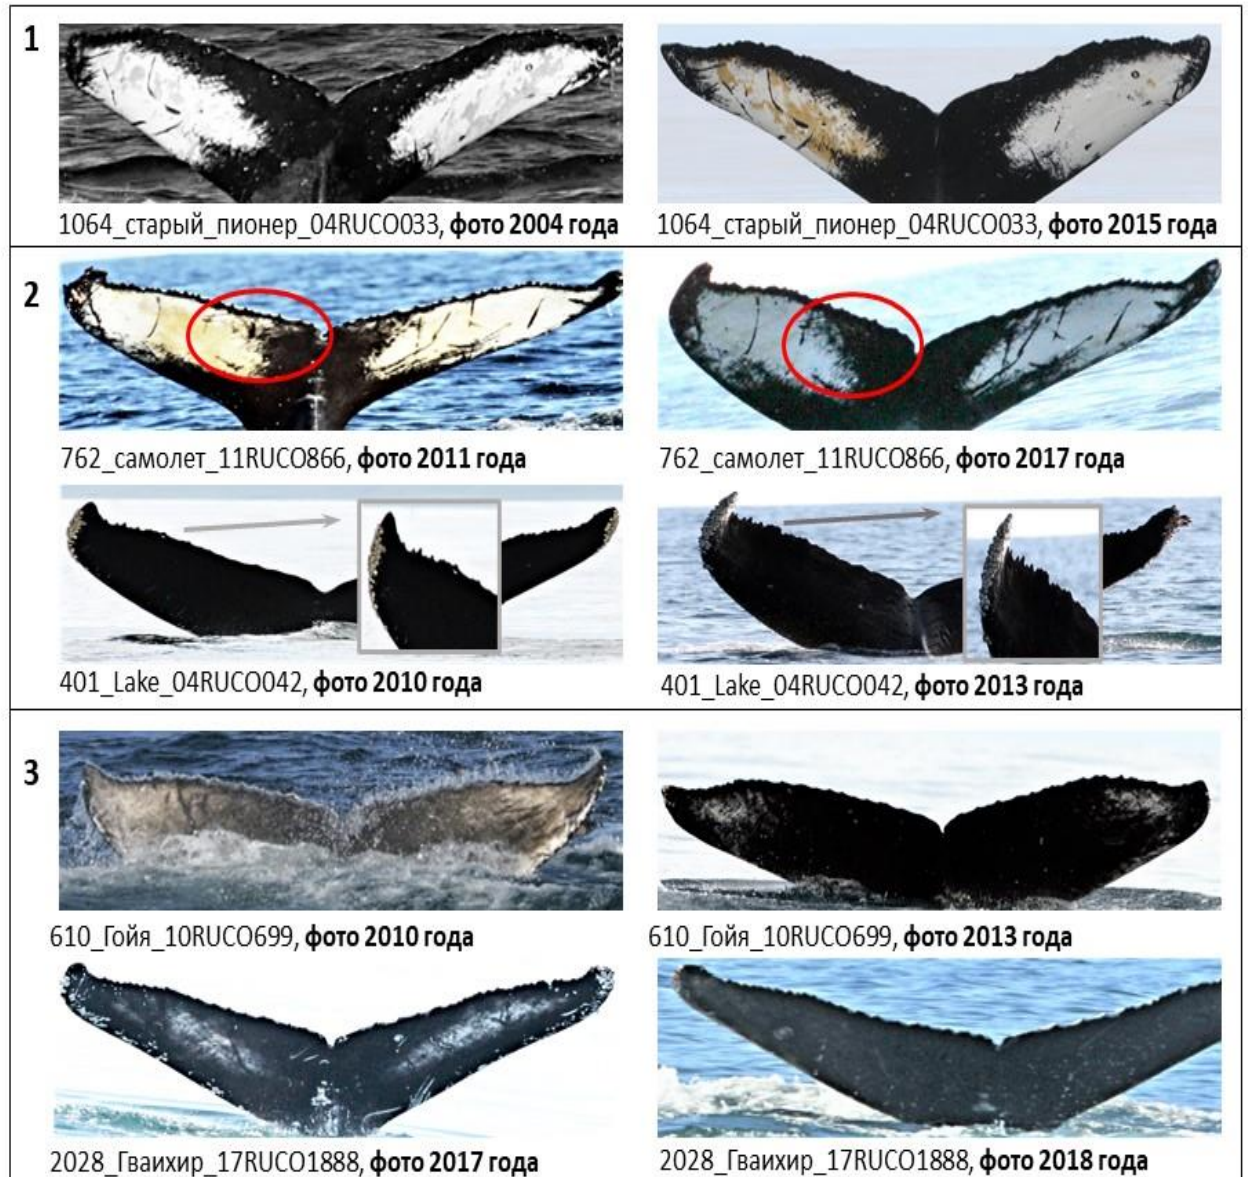 1
1064_старый_пионер_04RUCO033, фото 2004 года
1064_старый_пионер_04RUCO033, фото 2015 года
2
762_самолет_11RUCO866, фото 2011 года
762_самолет_11RUCO866, фото 2017 года
401_Lake_04RUCO042, фото 2010 года
401_Lake_04RUCO042, фото 2013 года
3
610_Гойя_10RUCO699, фото 2010 года
610_Гойя_10RUCO699, фото 2013 года
2028_Гваихир_17RUCO1888, фото 2017 года
2028_Гваихир_17RUCO1888, фото 2018 года